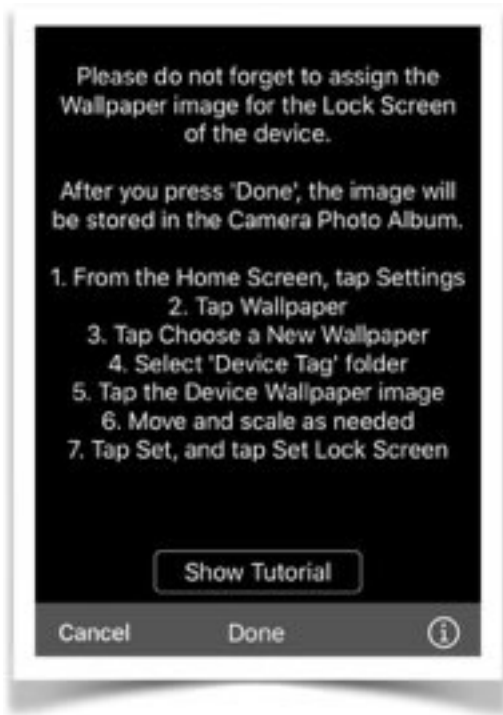 Please do not forget to assign the
Wallpaper image for the Lock Screen
of the device.
After you press 'Done', the image will
be stored in the Camera Photo Album.
1. From the Home Screen, tap Settings
2. Tap Wallpaper
3. Tap Choose a New Wallpaper
4. Select 'Device Tag' folder
5. Tap the Device Wallpaper image
6. Move and scale as needed
7. Tap Set, and tap Set Lock Screen
Show Tutorial
Cancel Done i